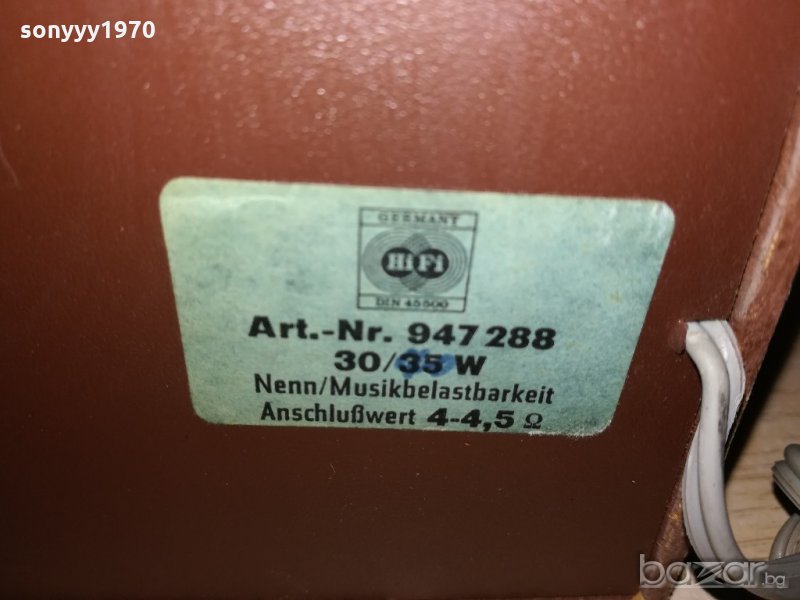 sonyyy1970
GERMANY
HiFi
DIN 45500
Art.-Nr. 947 288
30/35 W
Nenn/Musikbelastbarkeit
Anschlußwert 4-4,5 Ω
bazar.bg